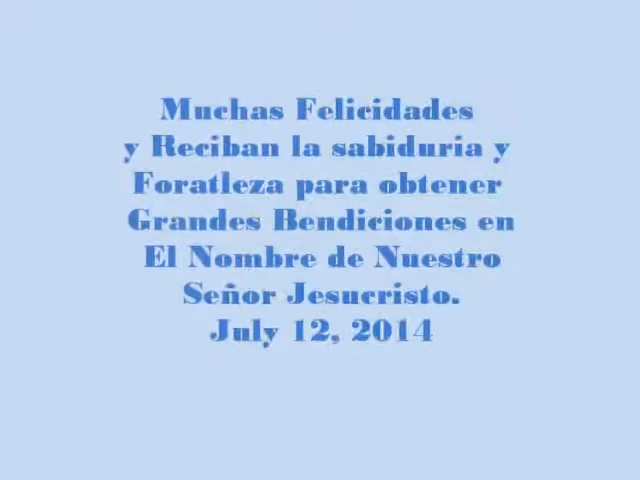 Muchas Felicidades
y Reciban la sabiduria y
Foratleza para obtener
Grandes Bendiciones en
El Nombre de Nuestro
Señor Jesucristo.
July 12, 2014